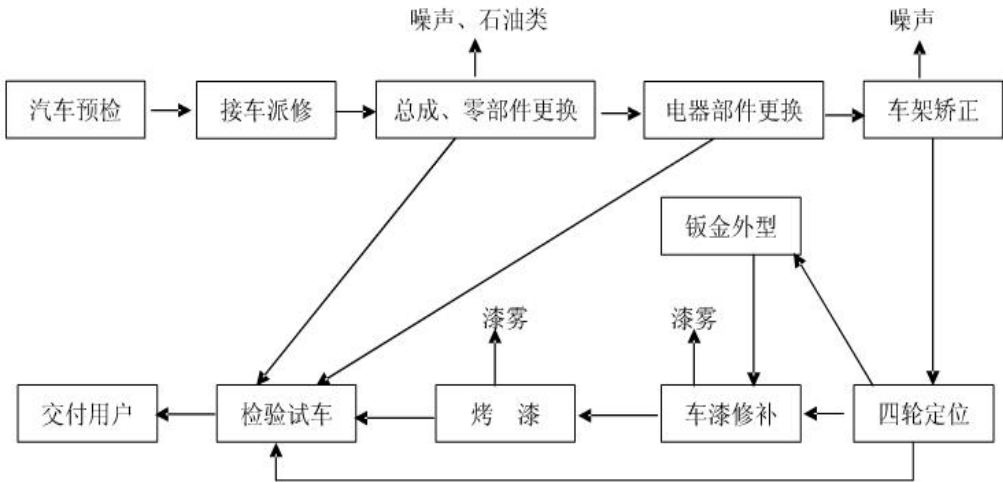 噪声、石油类
噪声
汽车预检
接车派修
总成、零部件更换
电器部件更换
车架矫正
钣金外型
漆雾
漆雾
交付用户
检验试车
烤 漆
车漆修补
四轮定位